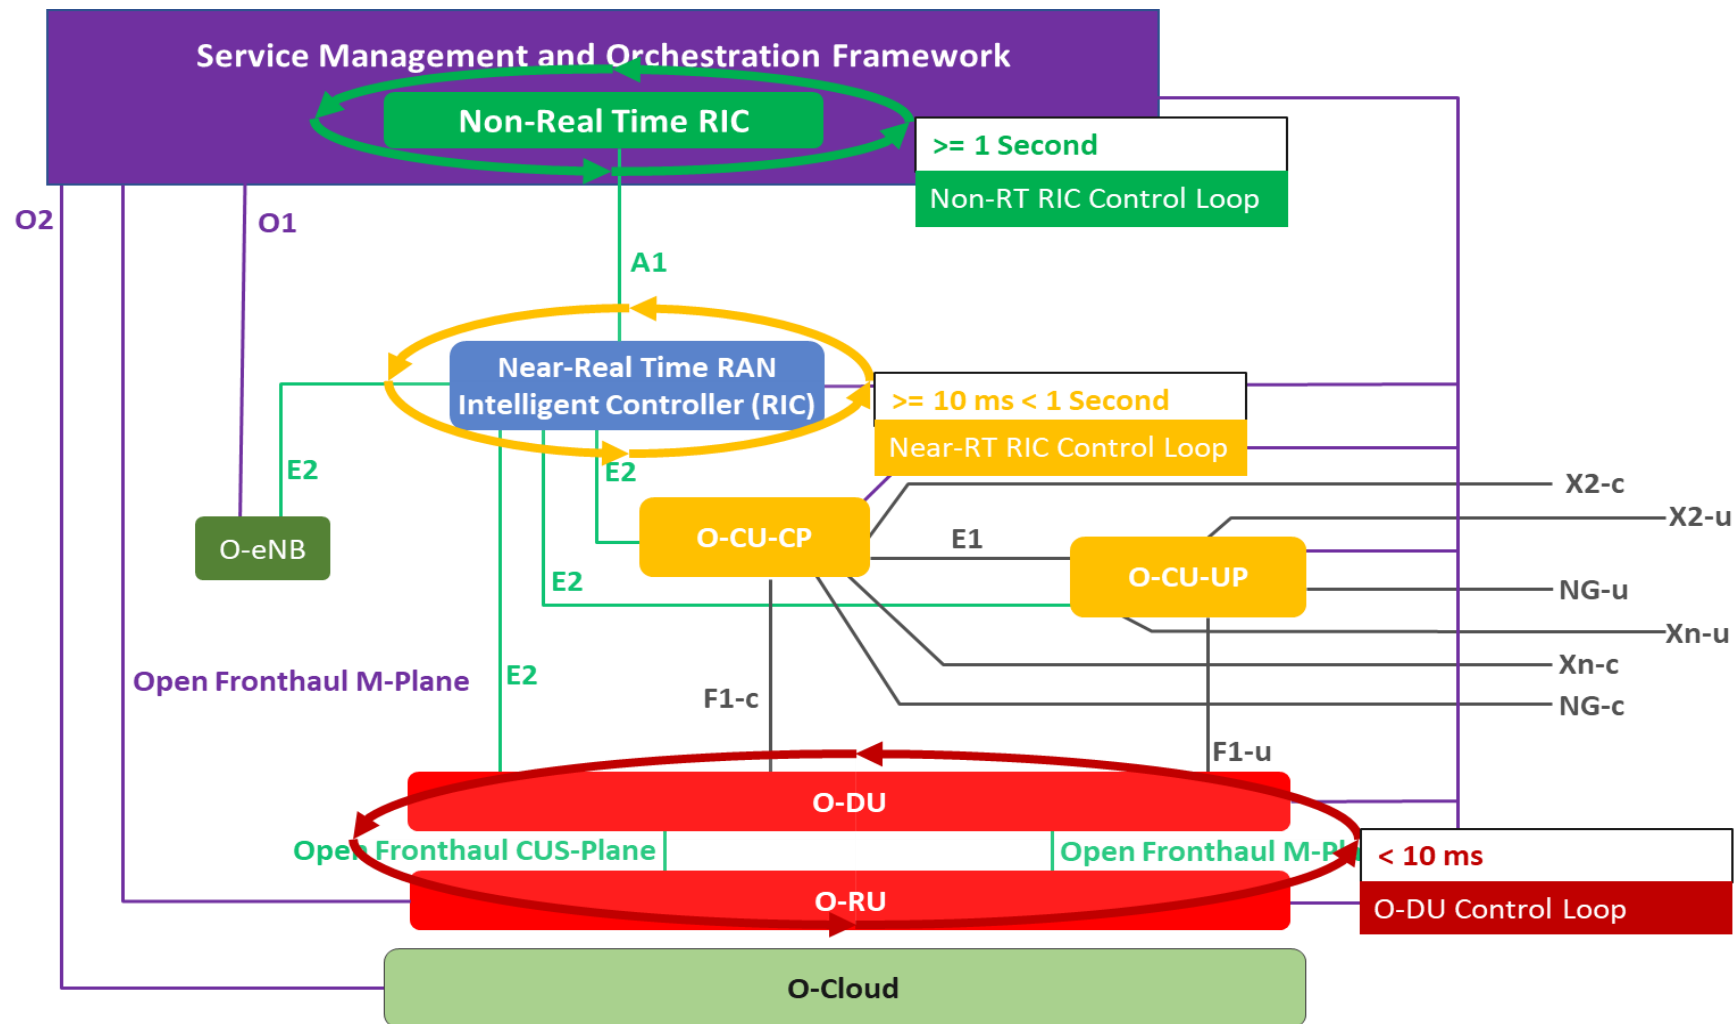 Service Management and Orchestration Framework
Non-Real Time RIC
>= 1 Second
Non-RT RIC Control Loop
O2
O1
A1
Near-Real Time RAN
Intelligent Controller (RIC)
>= 10 ms < 1 Second
Near-RT RIC Control Loop
E2
E2
X2-c
X2-u
O-eNB
O-CU-CP
E1
O-CU-UP
E2
NG-u
Xn-u
Xn-c
Open Fronthaul M-Plane
E2
F1-c
NG-c
F1-u
O-DU
Open Fronthaul CUS-Plane
Open Fronthaul M-Pl
< 10 ms
O-RU
O-DU Control Loop
O-Cloud